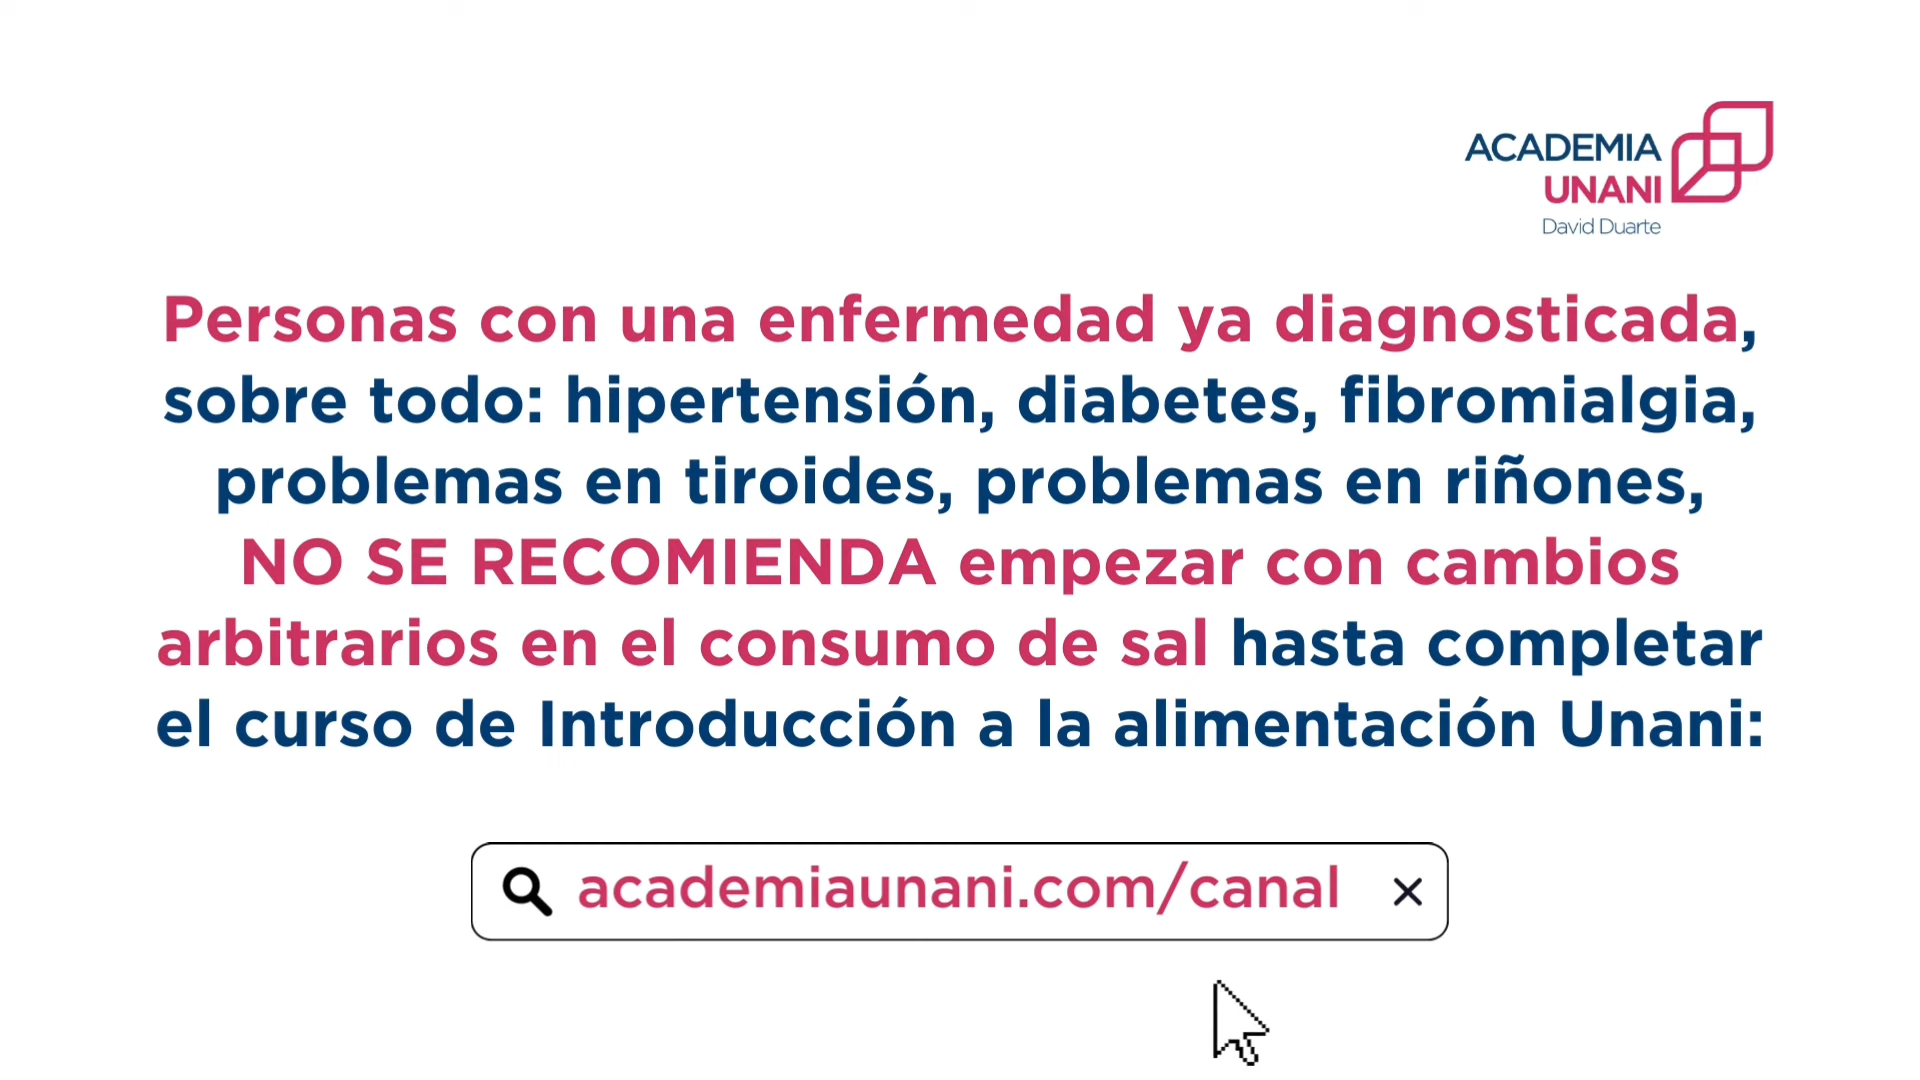 ACADEMIA
UNANI
David Duarte
Personas con una enfermedad ya diagnosticada,
sobre todo: hipertensión, diabetes, fibromialgia,
problemas en tiroides, problemas en riñones,
NO SE RECOMIENDA empezar con cambios
arbitrarios en el consumo de sal hasta completar
el curso de Introducción a la alimentación Unani:
academiaunani.com/canal